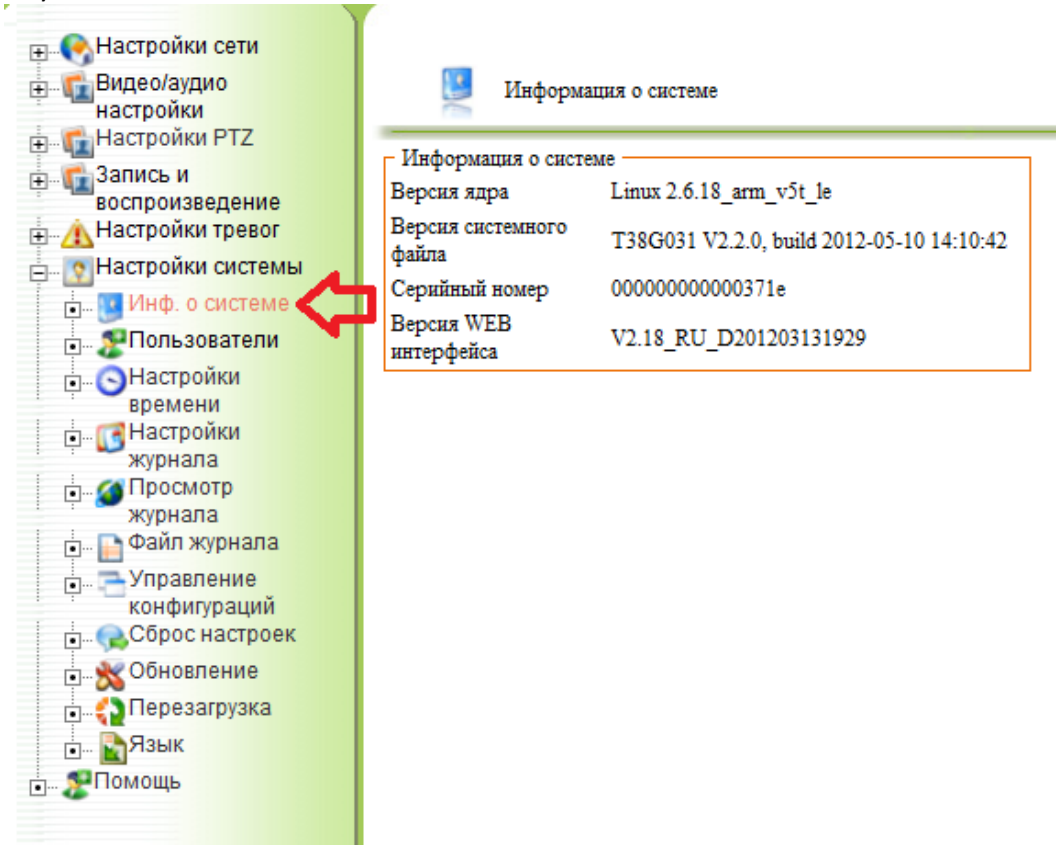 Настройки сети
Видео/аудио
настройки
Настройки PTZ
Запись и
воспроизведение
Настройки тревог
Настройки системы
Инф. о системе
Пользователи
Настройки
времени
Настройки
журнала
Просмотр
журнала
Файл журнала
Управление
конфигураций
Сброс настроек
Обновление
Перезагрузка
Язык
Помощь
Информация о системе
Информация о системе
Версия ядра Linux 2.6.18_arm_v5t_le
Версия системного
файла T38G031 V2.2.0, build 2012-05-10 14:10:42
Серийный номер 000000000000371e
Версия WEB
интерфейса V2.18_RU_D201203131929